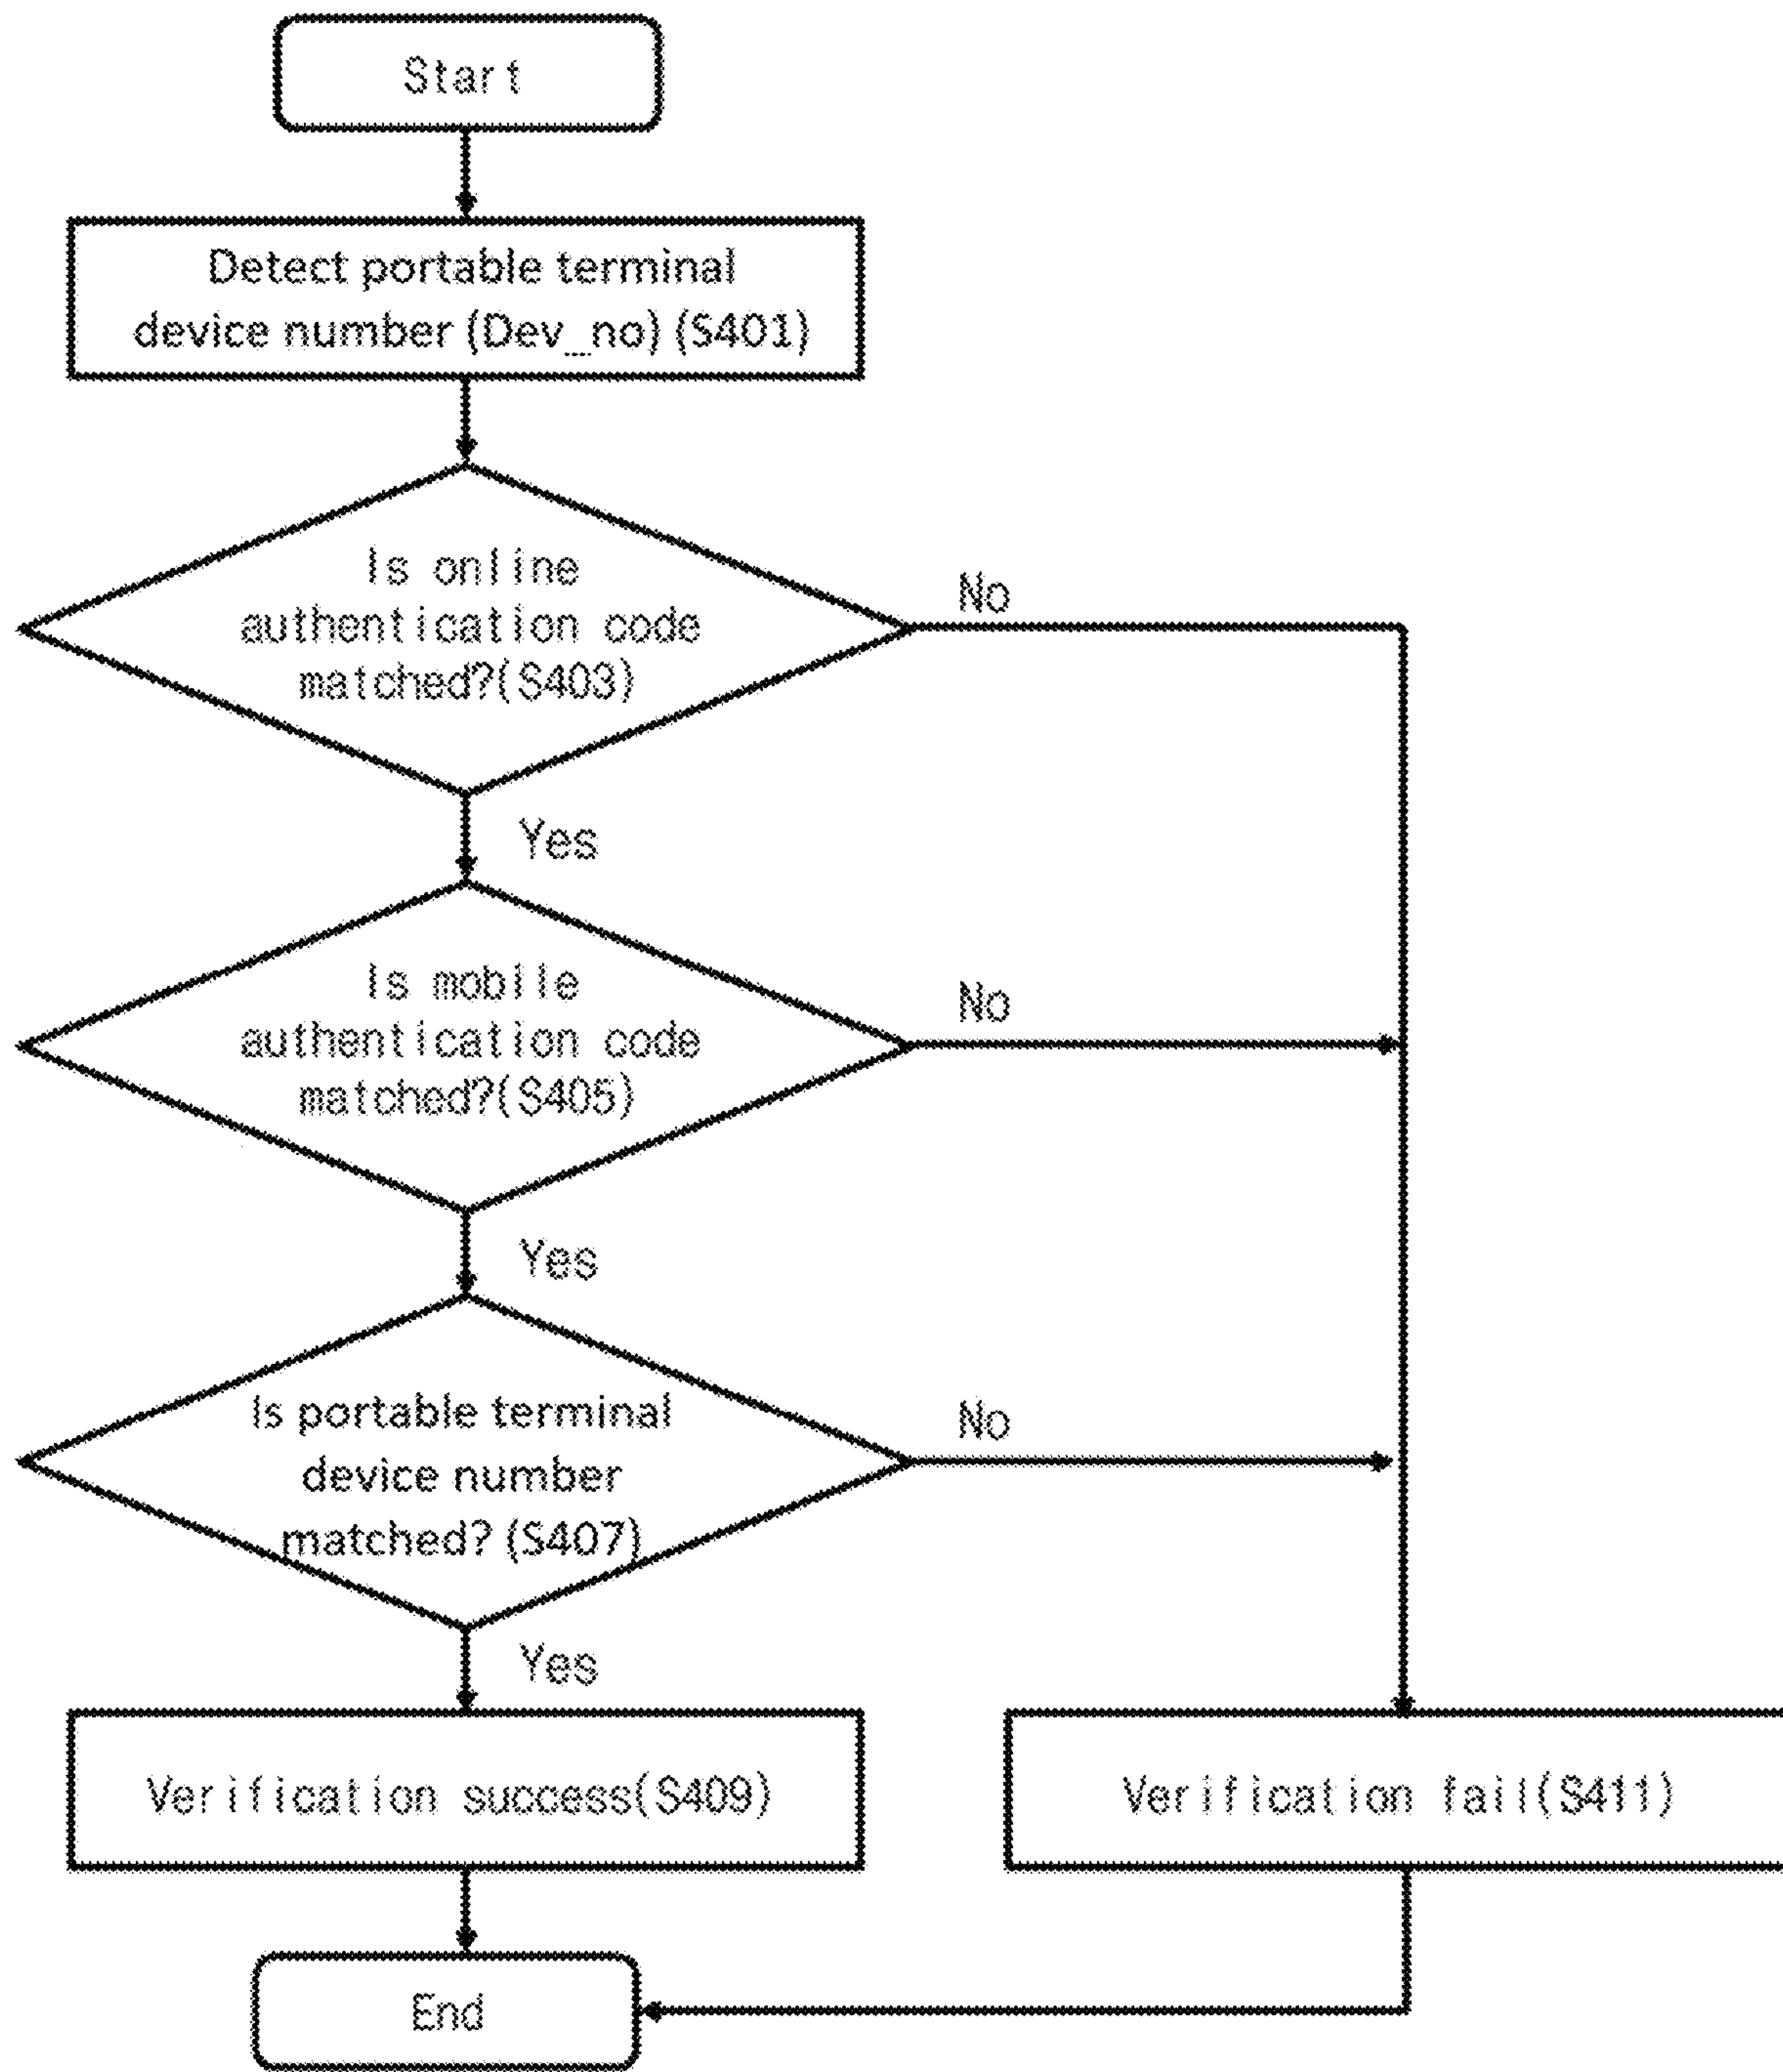 Start
Detect portable terminal
device number (Dev_no) (S401)
Is online
authentication code
matched?(S403)
No
Yes
Is mobile
authentication code
matched?(S405)
No
Yes
Is portable terminal
device number
matched? (S407)
No
Yes
Verification success(S409)
Verification fail(S411)
End